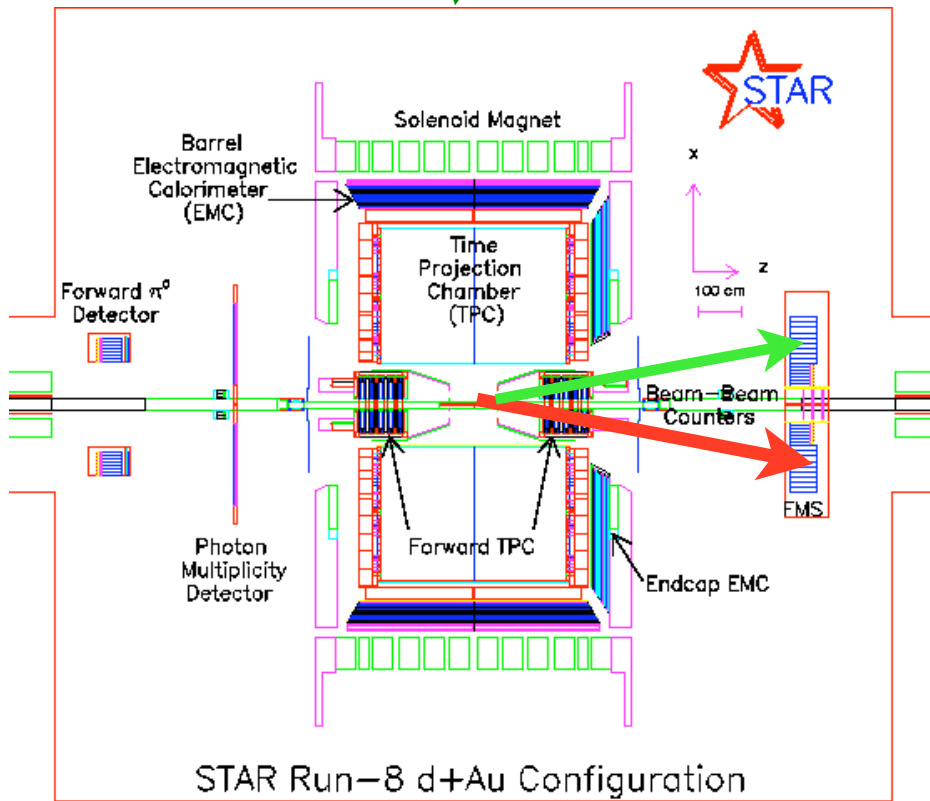 STAR
Solenoid Magnet
Barrel
Electromagnetic
Calorimeter
(EMC)
x
z
100 cm
Time
Projection
Chamber
(TPC)
Forward π⁰
Detector
Beam-Beam
Counters
FMS
Photon
Multiplicity
Detector
Forward TPC
Endcap EMC
STAR Run-8 d+Au Configuration